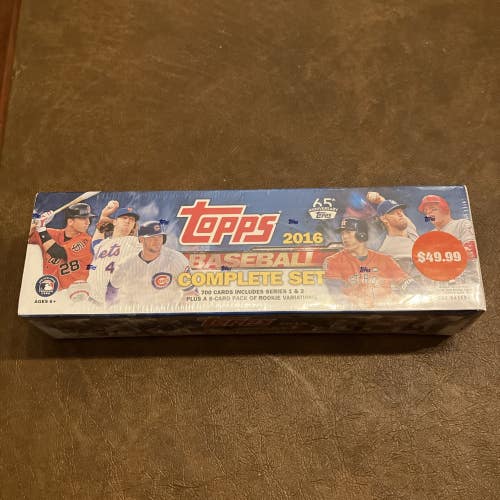 TOPPS
2016
BASEBALL
COMPLETE SET
700 CARDS INCLUDES SERIES 1 & 2
PLUS A 5-CARD PACK OF ROOKIE VARIATIONS
65th
ANNIVERSARY
Topps
$49.99
28
Mets
4
AGES 8+